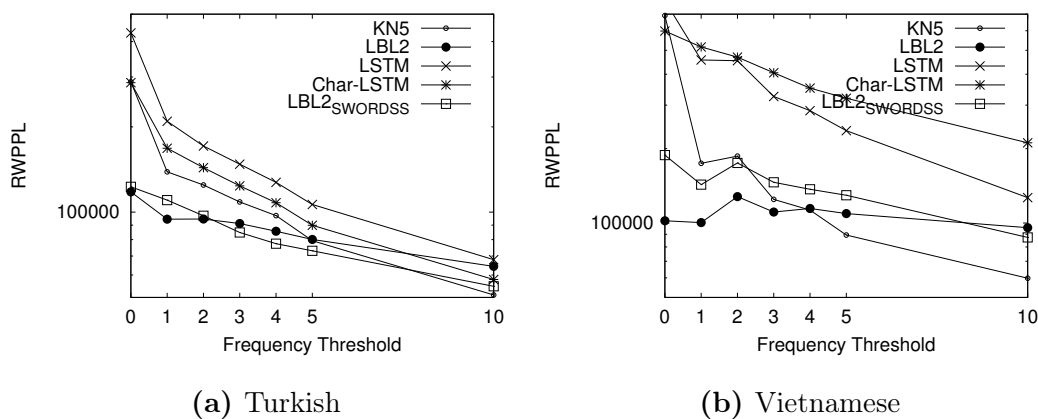 RWPPL
100000
0 1 2 3 4 5 10
Frequency Threshold
KN5
LBL2
LSTM
Char-LSTM
LBL2SWORDSS
(a) Turkish
RWPPL
100000
0 1 2 3 4 5 10
Frequency Threshold
KN5
LBL2
LSTM
Char-LSTM
LBL2SWORDSS
(b) Vietnamese